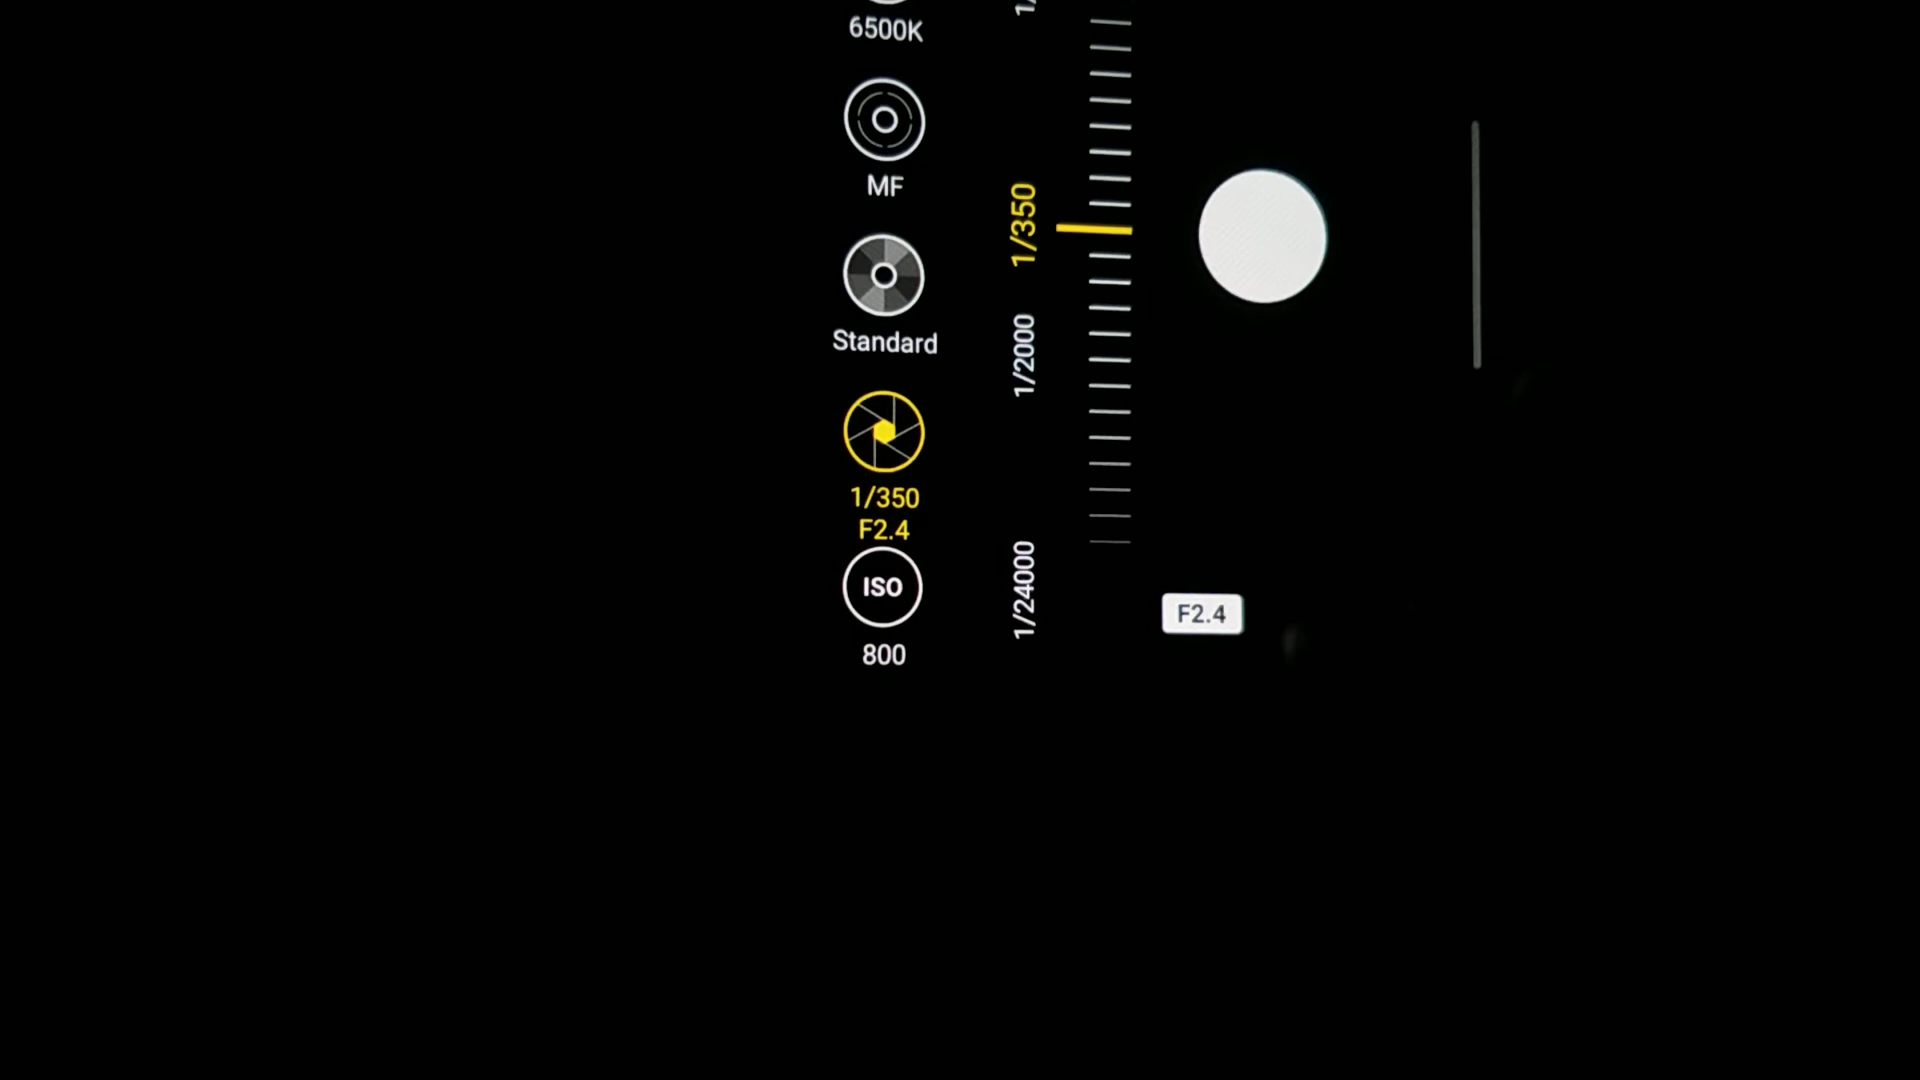 6500K
MF
Standard
1/350
F2.4
ISO
800
1/350
1/2000
1/24000
F2.4